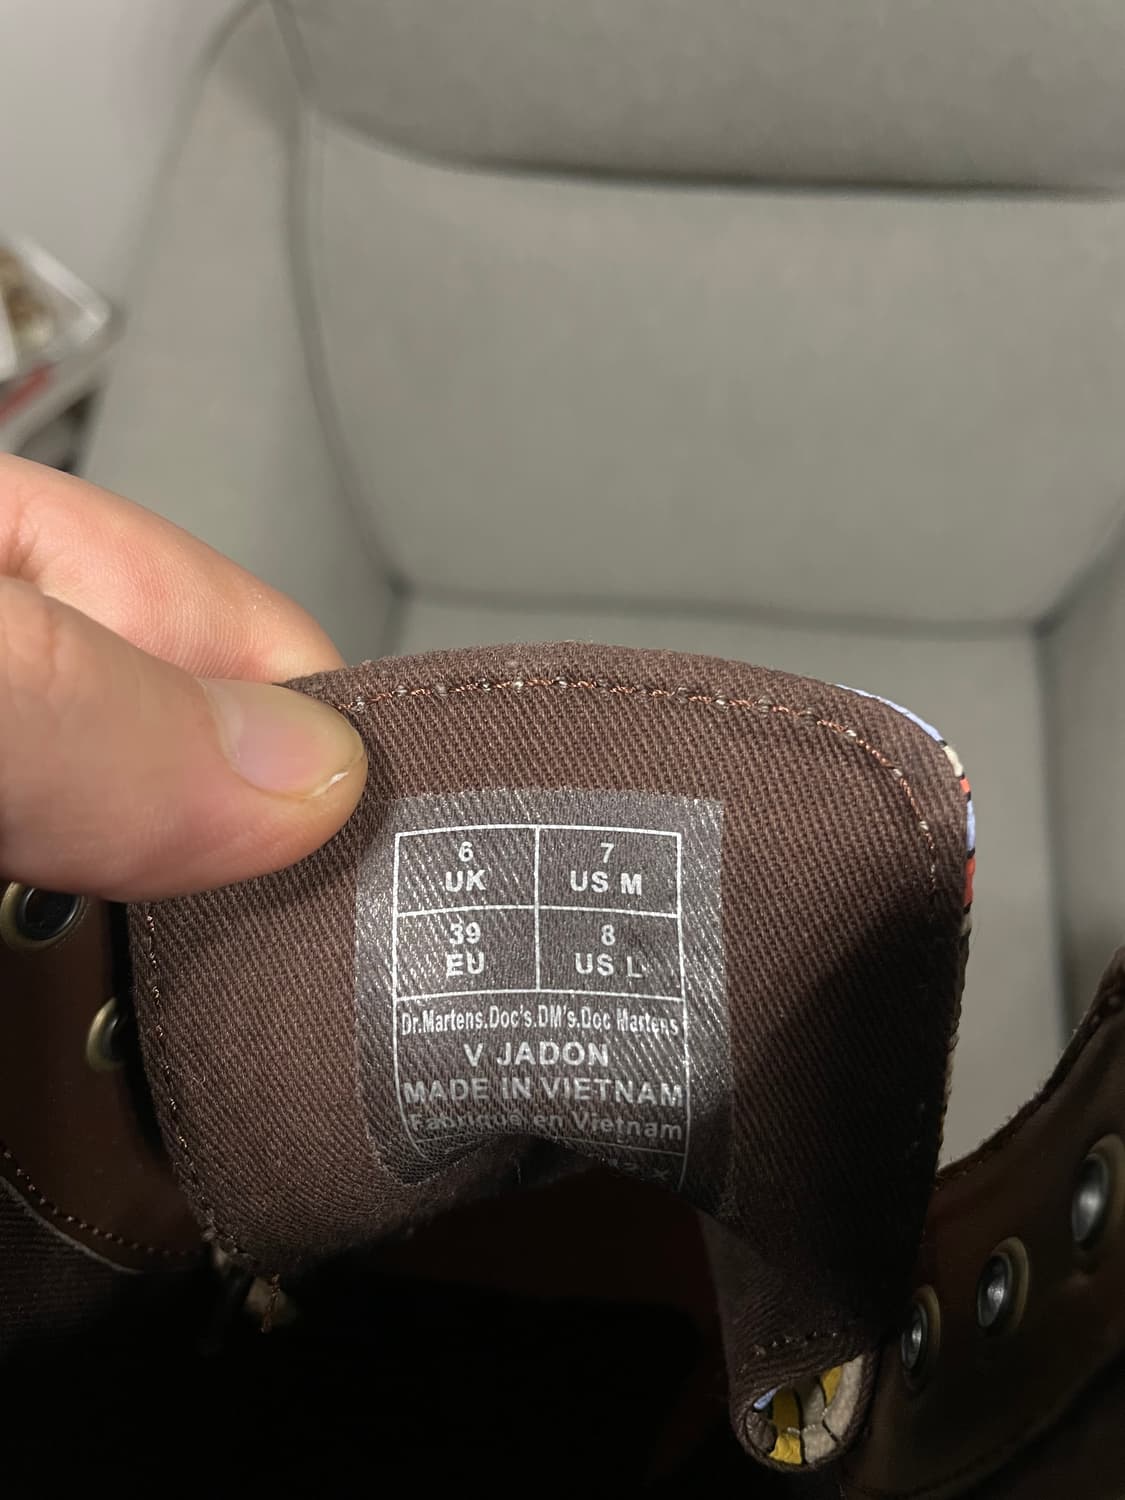 6
UK
7
US M
39
EU
8
US L
Dr.Martens.Doc's.DM's.Doc Martens
V JADON
MADE IN VIETNAM
Fabriqué en Vietnam